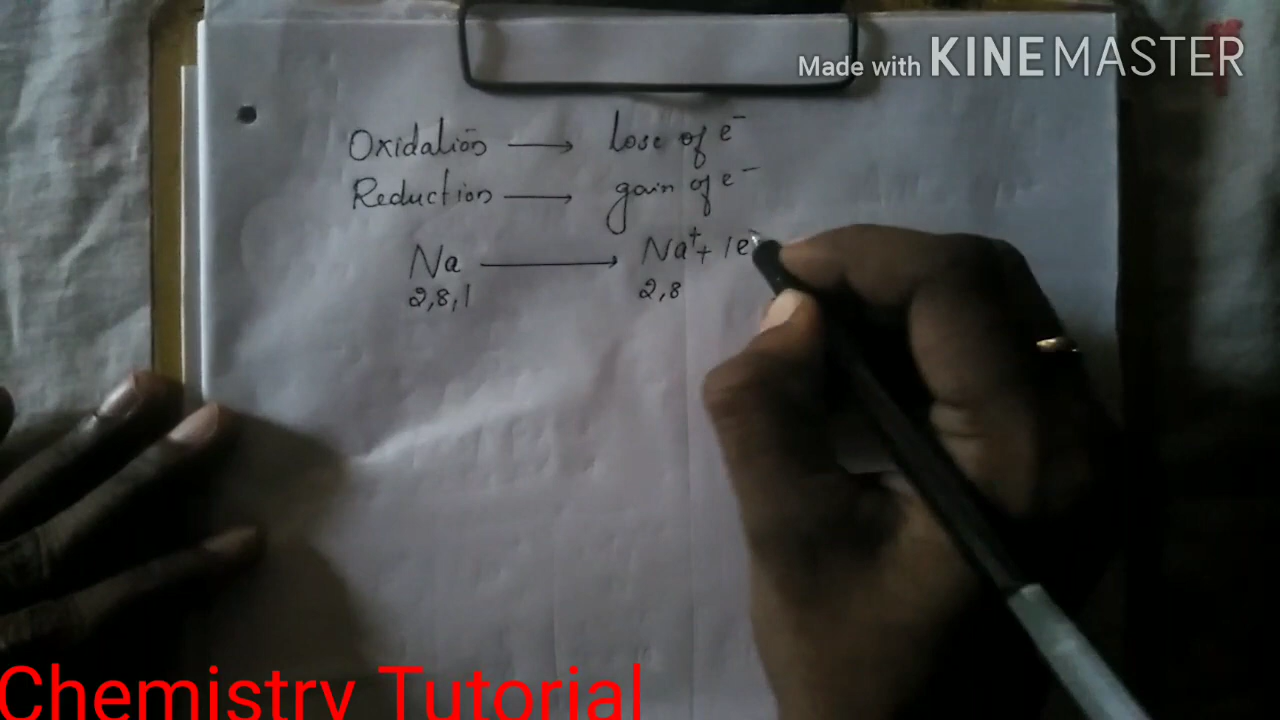 Made with KINEMASTER
Oxidation → Lose of e⁻
Reduction → gain of e⁻
Na → Na⁺ + 1e
2,8,1 2,8
Chemistry Tutorial